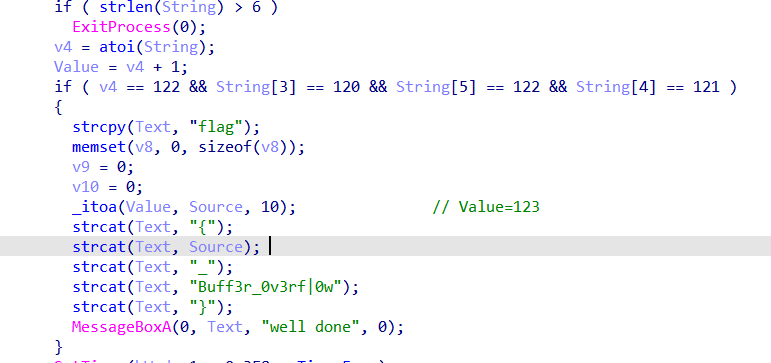 if ( strlen(String) > 6 )
ExitProcess(0);
v4 = atoi(String);
Value = v4 + 1;
if ( v4 == 122 && String[3] == 120 && String[5] == 122 && String[4] == 121 )
{
strcpy(Text, "flag");
memset(v8, 0, sizeof(v8));
v9 = 0;
v10 = 0;
_itoa(Value, Source, 10); // Value=123
strcat(Text, "{");
strcat(Text, Source);
strcat(Text, "_");
strcat(Text, "Buff3r_0v3rf|0w");
strcat(Text, "}");
MessageBoxA(0, Text, "well done", 0);
}